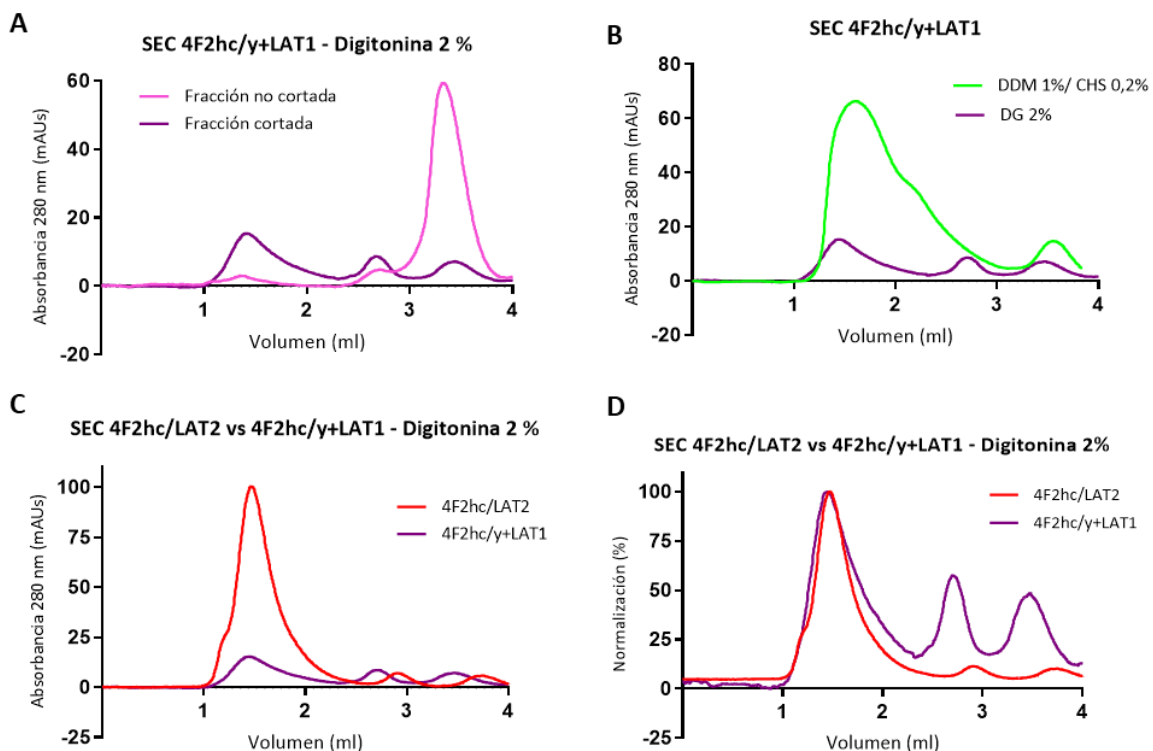 A
SEC 4F2hc/y+LAT1 - Digitonina 2 %
Absorbancia 280 nm (mAUs)
60
40
20
0
-20
Fracción no cortada
Fracción cortada
1
2
3
4
Volumen (ml)
B
SEC 4F2hc/y+LAT1
Absorbancia 280 nm (mAUs)
80
60
40
20
0
-20
DDM 1%/ CHS 0,2%
DG 2%
1
2
3
4
Volumen (ml)
C
SEC 4F2hc/LAT2 vs 4F2hc/y+LAT1 - Digitonina 2 %
Absorbancia 280 nm (mAUs)
100
75
50
25
0
-25
4F2hc/LAT2
4F2hc/y+LAT1
1
2
3
4
Volumen (ml)
D
SEC 4F2hc/LAT2 vs 4F2hc/y+LAT1 - Digitonina 2%
Normalización (%)
100
75
50
25
0
-25
4F2hc/LAT2
4F2hc/y+LAT1
1
2
3
4
Volumen (ml)